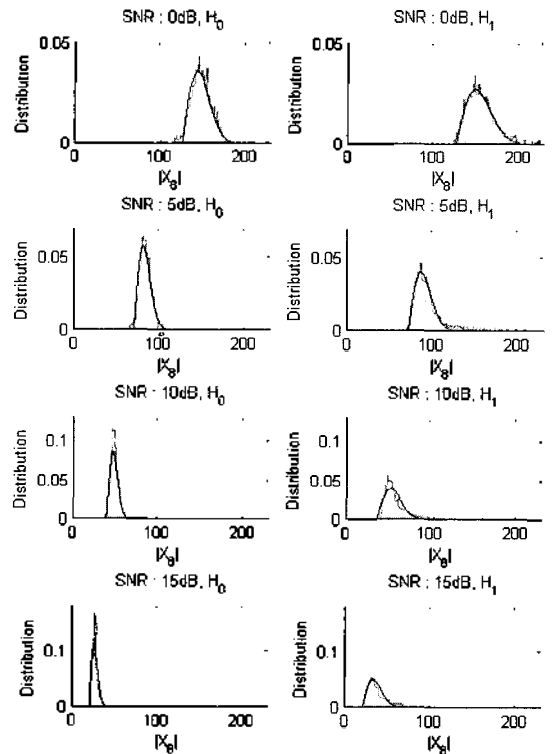 SNR : 0dB, H0
0.05
Distribution
0
0 100 200
|X8|
SNR : 0dB, H1
0.05
Distribution
0
0 100 200
|X8|
SNR : 5dB, H0
0.05
Distribution
0
0 100 200
|X8|
SNR : 5dB, H1
0.05
Distribution
0
0 100 200
|X8|
SNR : 10dB, H0
0.1
0.05
Distribution
0
0 100 200
|X8|
SNR : 10dB, H1
0.1
0.05
Distribution
0
0 100 200
|X8|
SNR : 15dB, H0
0.1
Distribution
0
0 100 200
|X8|
SNR : 15dB, H1
0.1
Distribution
0
0 100 200
|X8|